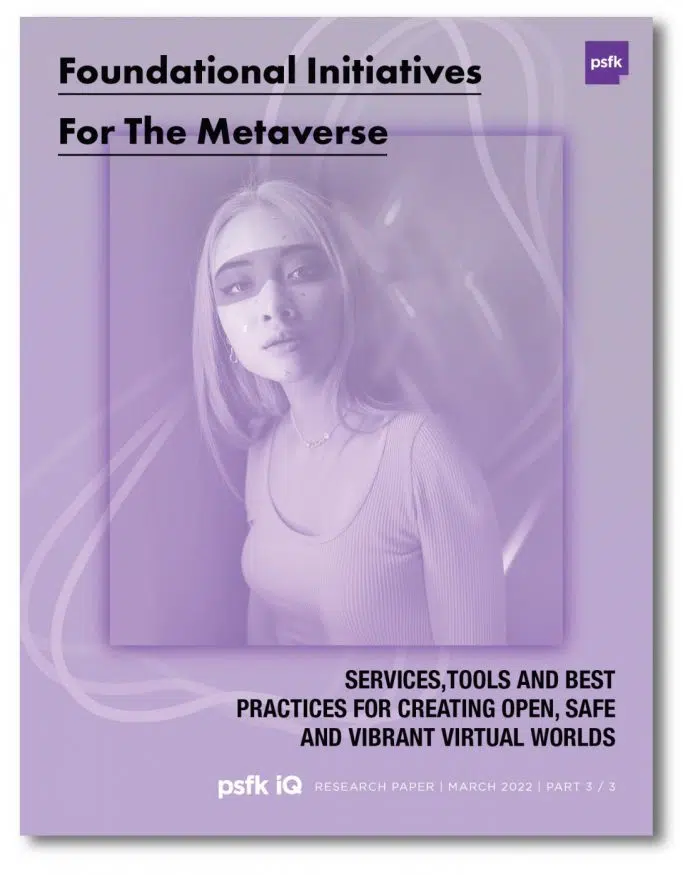 Foundational Initiatives
psfk
For The Metaverse
SERVICES,TOOLS AND BEST
PRACTICES FOR CREATING OPEN, SAFE
AND VIBRANT VIRTUAL WORLDS
psfk iQ RESEARCH PAPER | MARCH 2022 | PART 3 / 3